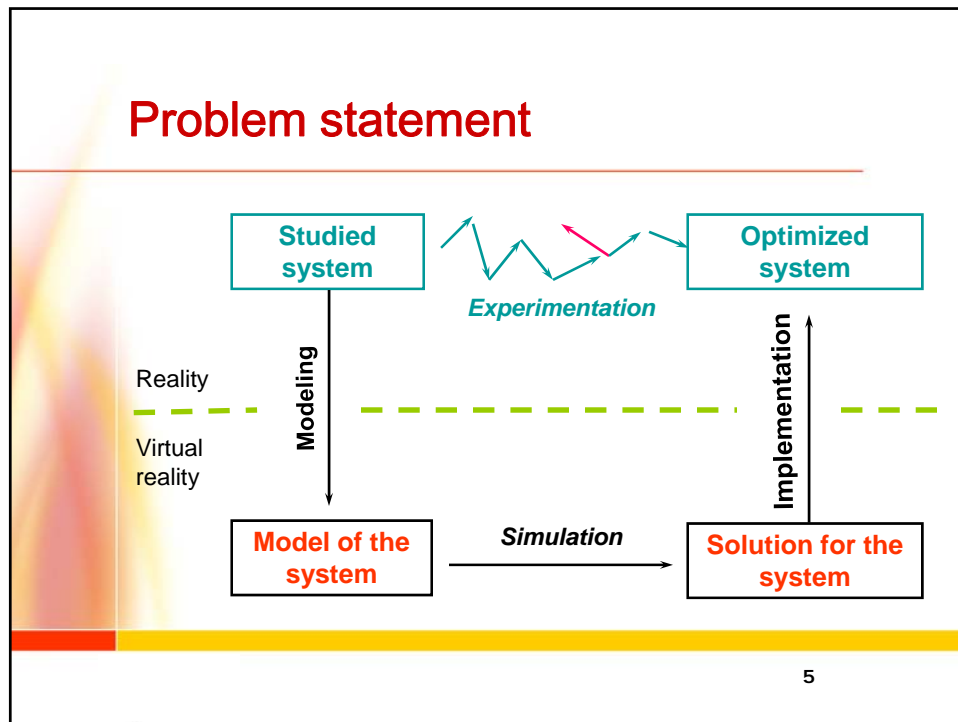 Problem statement
Studied
system
Optimized
system
Experimentation
Modeling
Implementation
Reality
Virtual
reality
Model of the
system
Simulation
Solution for the
system
5